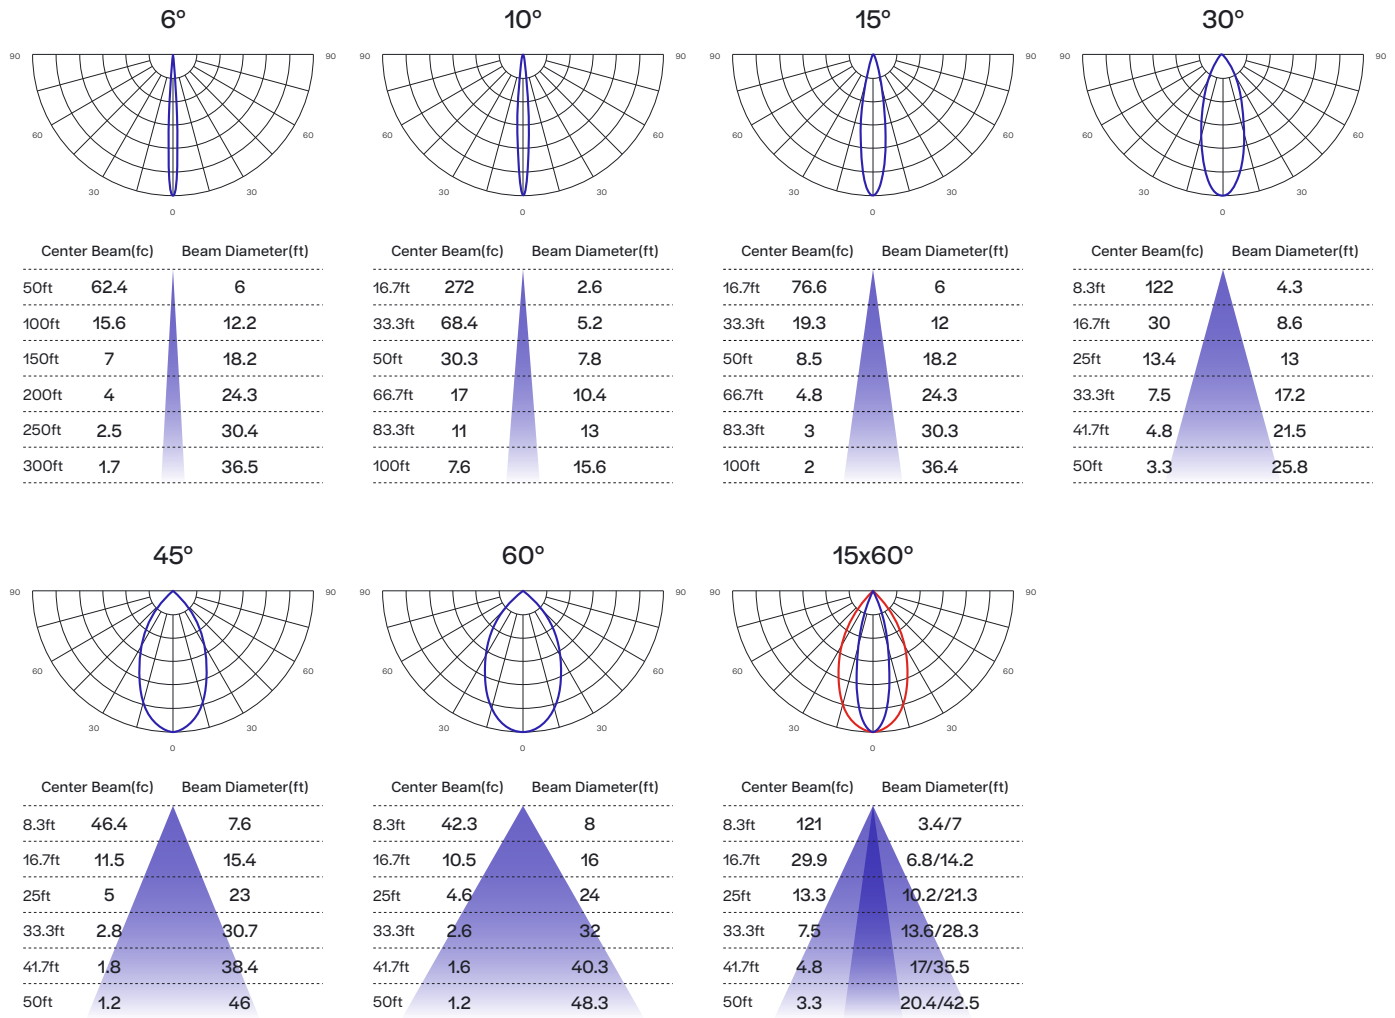 6° 10° 15° 30°
90 90 90 90 90 90 90 90
60 60 60 60 60 60 60 60
30 30 30 30 30 30 30 30
0 0 0 0
Center Beam(fc) Beam Diameter(ft) Center Beam(fc) Beam Diameter(ft) Center Beam(fc) Beam Diameter(ft) Center Beam(fc) Beam Diameter(ft)
50ft 62.4 6 16.7ft 272 2.6 16.7ft 76.6 6 8.3ft 122 4.3
100ft 15.6 12.2 33.3ft 68.4 5.2 33.3ft 19.3 12 16.7ft 30 8.6
150ft 7 18.2 50ft 30.3 7.8 50ft 8.5 18.2 25ft 13.4 13
200ft 4 24.3 66.7ft 17 10.4 66.7ft 4.8 24.3 33.3ft 7.5 17.2
250ft 2.5 30.4 83.3ft 11 13 83.3ft 3 30.3 41.7ft 4.8 21.5
300ft 1.7 36.5 100ft 7.6 15.6 100ft 2 36.4 50ft 3.3 25.8
45° 60° 15x60°
90 90 90 90 90 90
60 60 60 60 60 60
30 30 30 30 30 30
0 0 0
Center Beam(fc) Beam Diameter(ft) Center Beam(fc) Beam Diameter(ft) Center Beam(fc) Beam Diameter(ft)
8.3ft 46.4 7.6 8.3ft 42.3 8 8.3ft 121 3.4/7
16.7ft 11.5 15.4 16.7ft 10.5 16 16.7ft 29.9 6.8/14.2
25ft 5 23 25ft 4.6 24 25ft 13.3 10.2/21.3
33.3ft 2.8 30.7 33.3ft 2.6 32 33.3ft 7.5 13.6/28.3
41.7ft 1.8 38.4 41.7ft 1.6 40.3 41.7ft 4.8 17/35.5
50ft 1.2 46 50ft 1.2 48.3 50ft 3.3 20.4/42.5